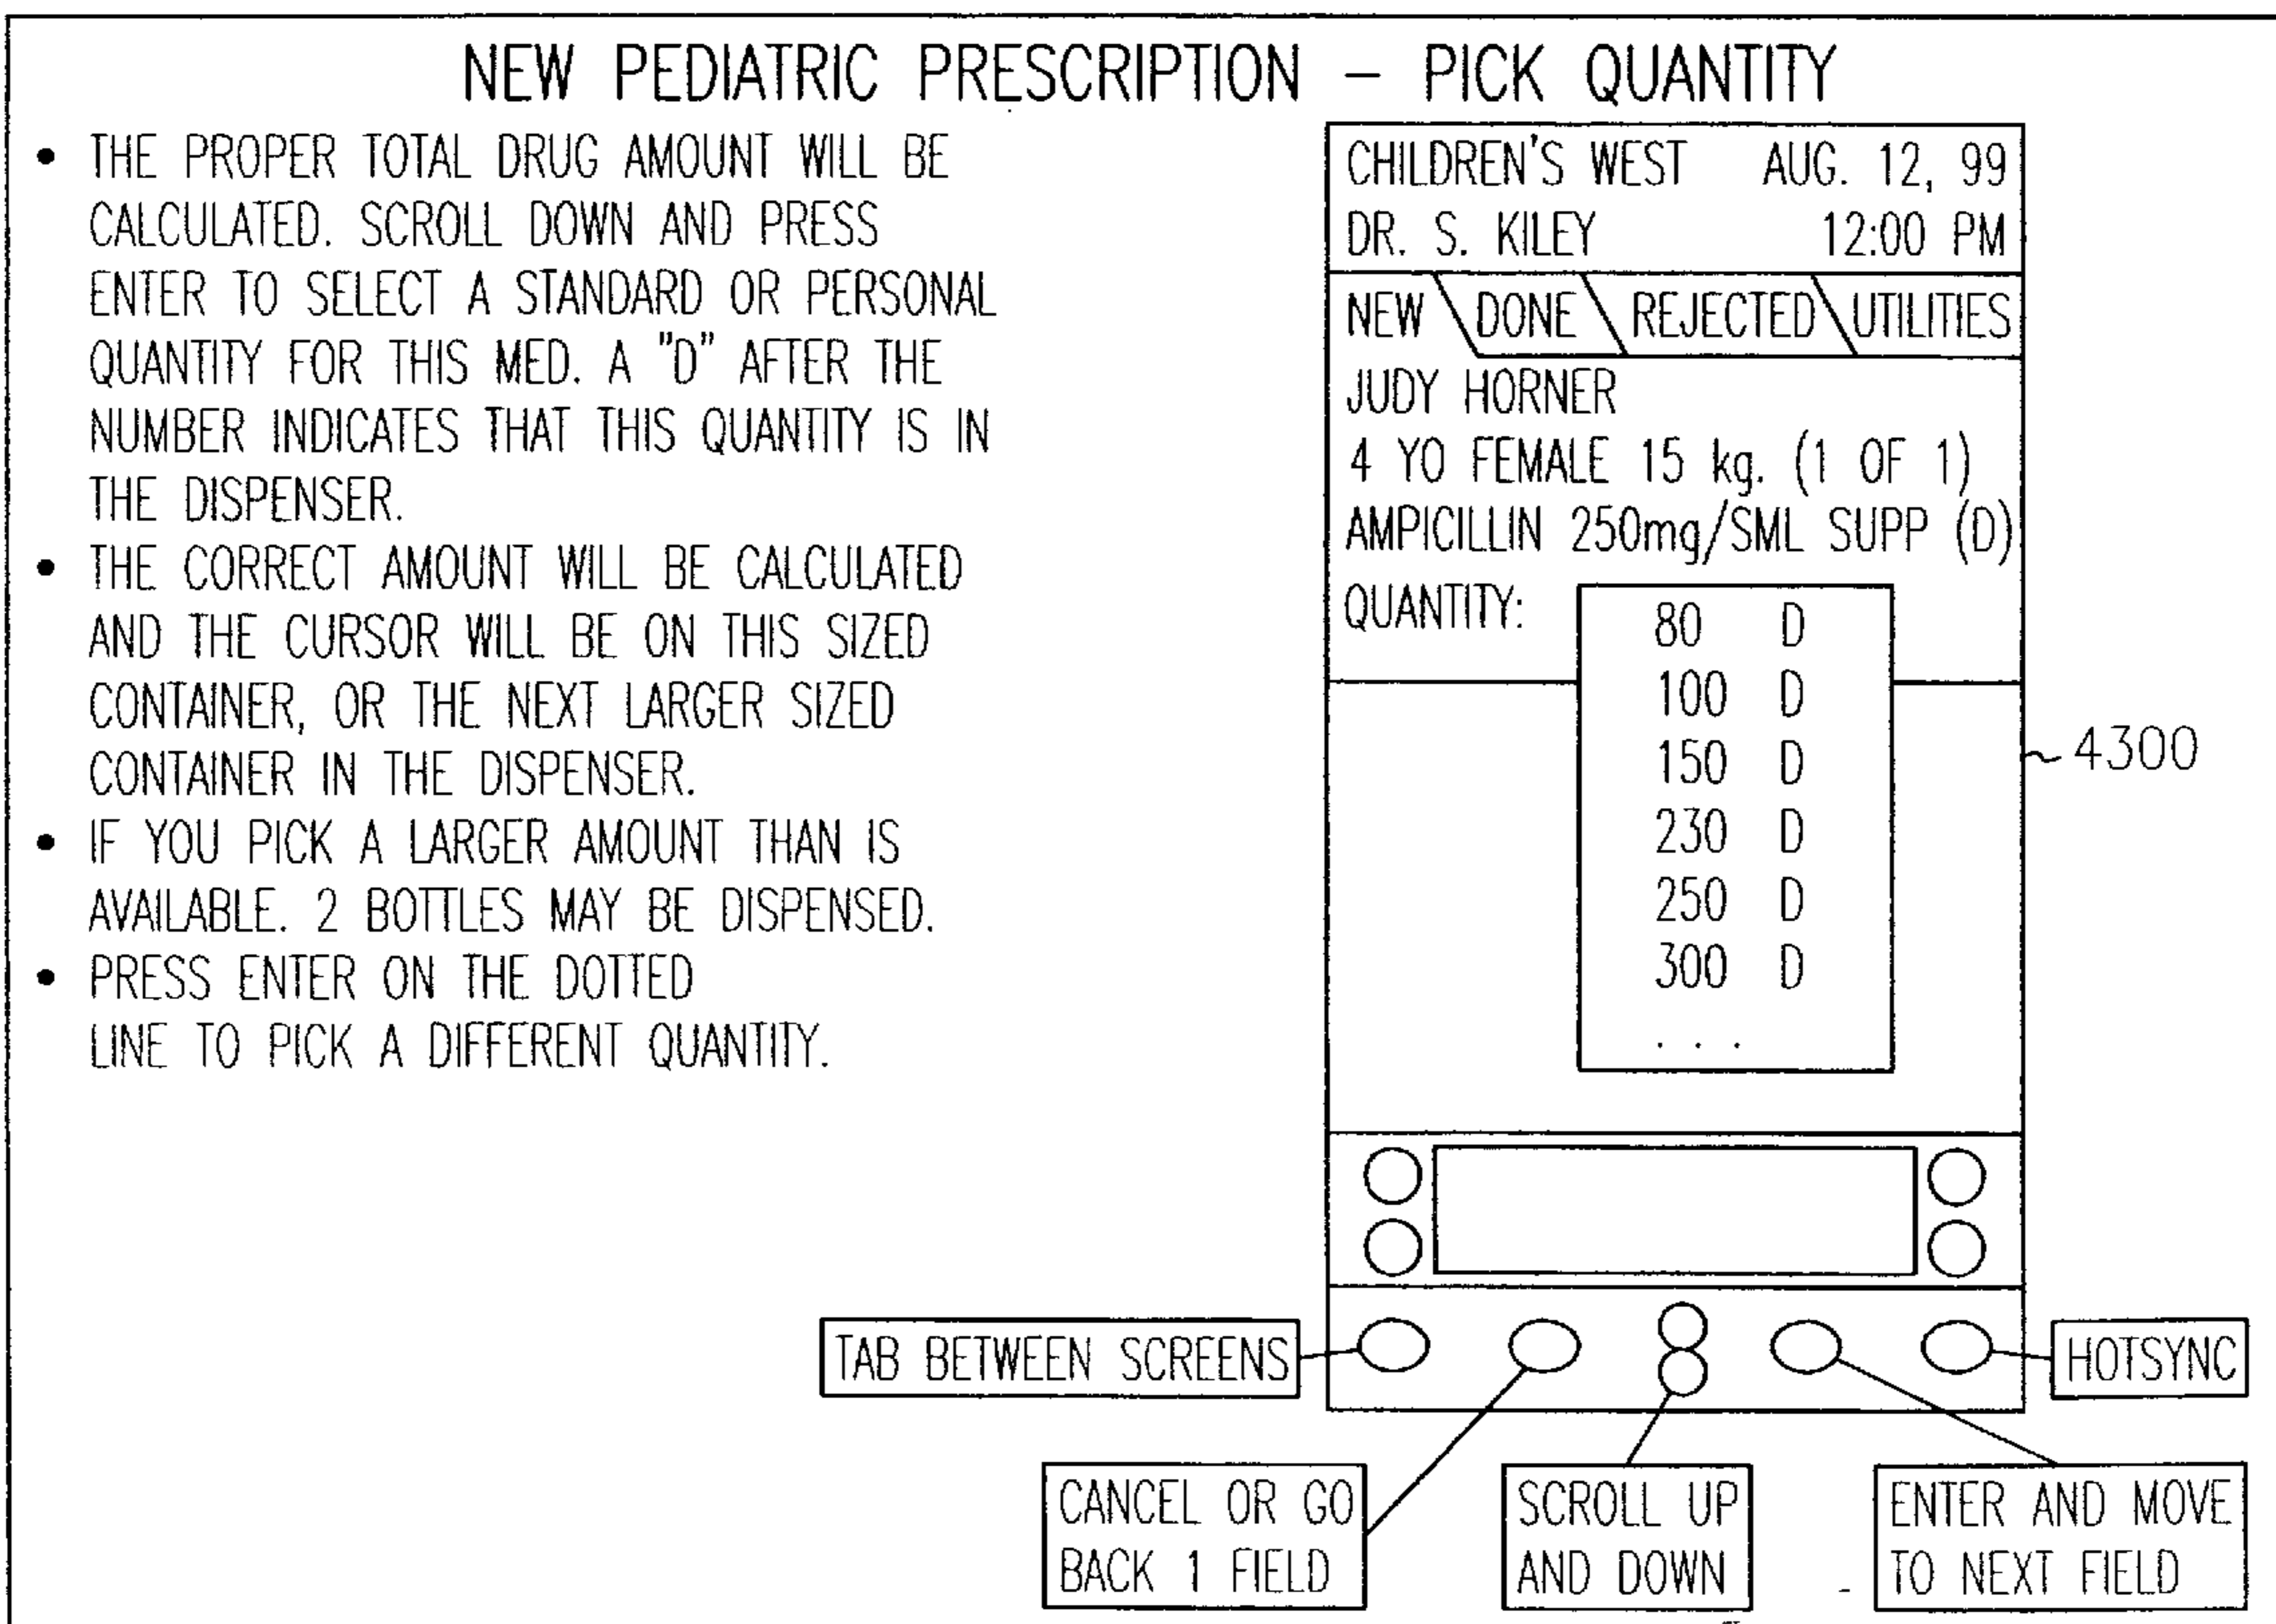 NEW PEDIATRIC PRESCRIPTION – PICK QUANTITY
• THE PROPER TOTAL DRUG AMOUNT WILL BE
CALCULATED. SCROLL DOWN AND PRESS
ENTER TO SELECT A STANDARD OR PERSONAL
QUANTITY FOR THIS MED. A "D" AFTER THE
NUMBER INDICATES THAT THIS QUANTITY IS IN
THE DISPENSER.
• THE CORRECT AMOUNT WILL BE CALCULATED
AND THE CURSOR WILL BE ON THIS SIZED
CONTAINER, OR THE NEXT LARGER SIZED
CONTAINER IN THE DISPENSER.
• IF YOU PICK A LARGER AMOUNT THAN IS
AVAILABLE. 2 BOTTLES MAY BE DISPENSED.
• PRESS ENTER ON THE DOTTED
LINE TO PICK A DIFFERENT QUANTITY.
CHILDREN'S WEST AUG. 12, 99
DR. S. KILEY 12:00 PM
NEW DONE REJECTED UTILITIES
JUDY HORNER
4 YO FEMALE 15 kg. (1 OF 1)
AMPICILLIN 250mg/SML SUPP (D)
QUANTITY:
80 D
100 D
150 D
230 D
250 D
300 D
. . .
4300
TAB BETWEEN SCREENS
HOTSYNC
CANCEL OR GO
BACK 1 FIELD
SCROLL UP
AND DOWN
ENTER AND MOVE
TO NEXT FIELD